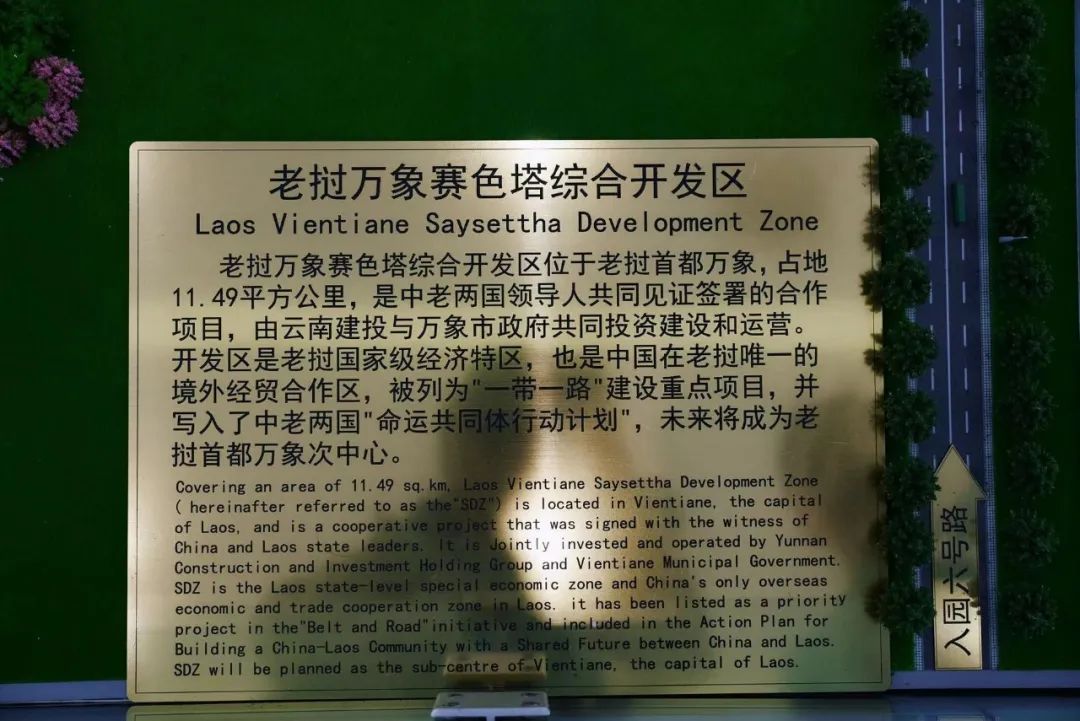 老挝万象赛色塔综合开发区
Laos Vientiane Saysettha Development Zone
老挝万象赛色塔综合开发区位于老挝首都万象，占地
11.49平方公里，是中老两国领导人共同见证签署的合作
项目，由云南建投与万象市政府共同投资建设和运营。
开发区是老挝国家级经济特区，也是中国在老挝唯一的
境外经贸合作区，被列为"一带一路"建设重点项目，并
写入了中老两国"命运共同体行动计划"，未来将成为老
挝首都万象次中心。
Covering an area of 11.49 sq.km, Laos Vientiane Saysettha Development Zone
( hereinafter referred to as the"SDZ") is located in Vientiane, the capital
of Laos, and is a cooperative project that was signed with the witness of
China and Laos state leaders. It is Jointly invested and operated by Yunnan
Construction and Investment Holding Group and Vientiane Municipal Government.
SDZ is the Laos state-level special economic zone and China's only overseas
economic and trade cooperation zone in Laos. it has been listed as a priority
project in the"Belt and Road"initiative and included in the Action Plan for
Building a China-Laos Community with a Shared Future between China and Laos.
SDZ will be planned as the sub-centre of Vientiane, the capital of Laos.
入园六号路